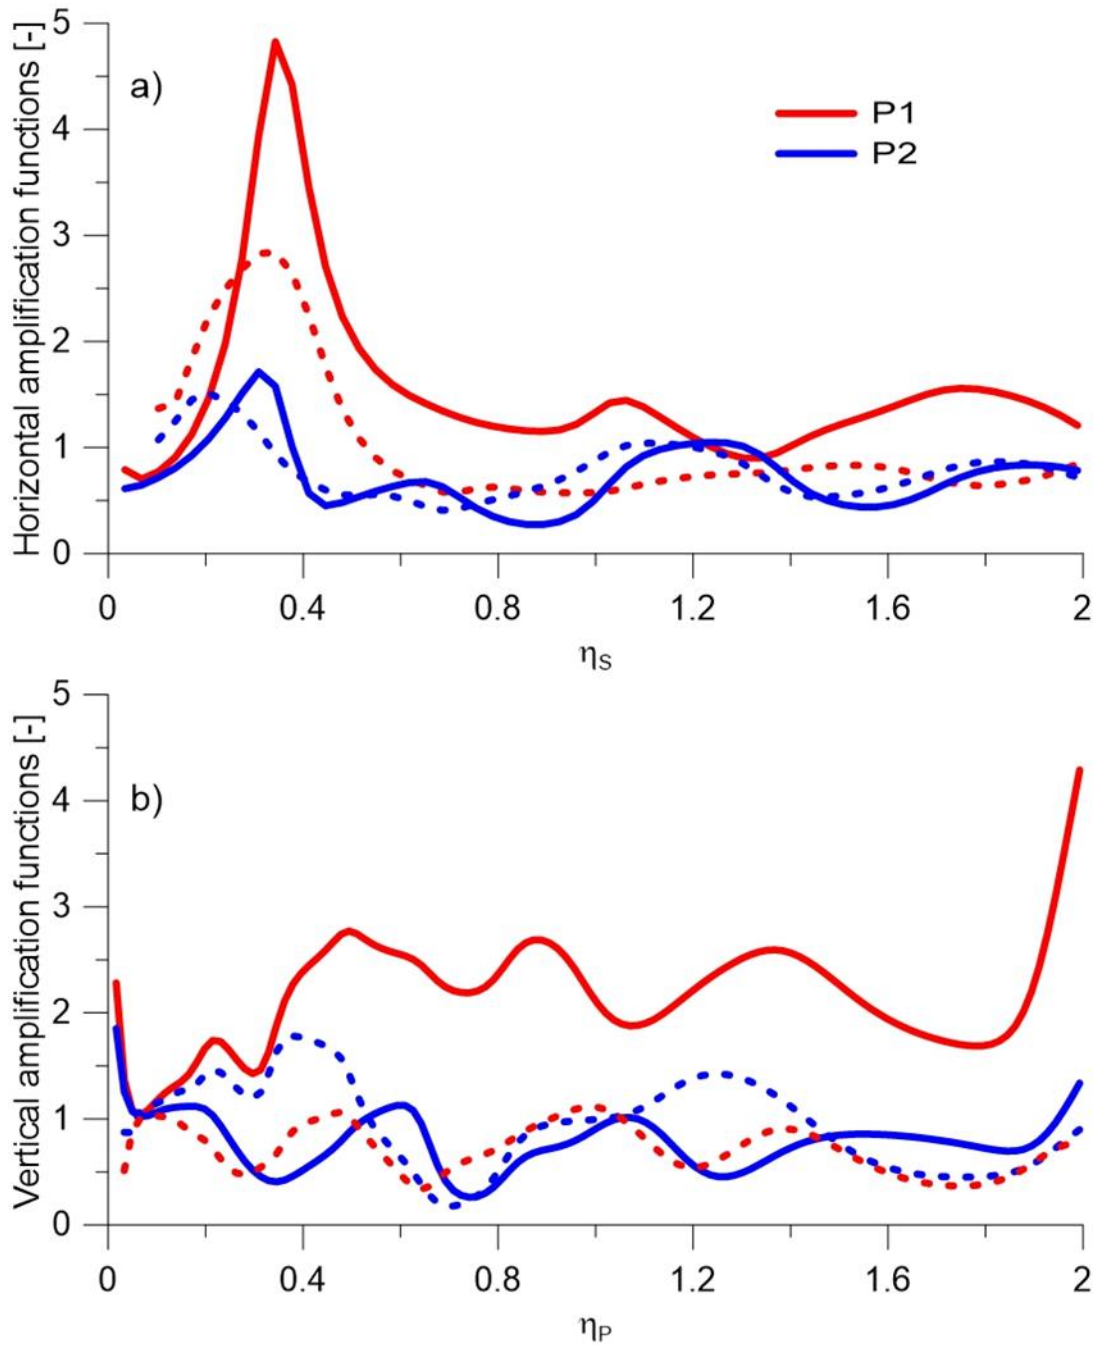 Horizontal amplification functions [-]
5
4
3
2
1
0
a)
P1
P2
0 0.4 0.8 1.2 1.6 2
ηS
Vertical amplification functions [-]
5
4
3
2
1
0
b)
0 0.4 0.8 1.2 1.6 2
ηP